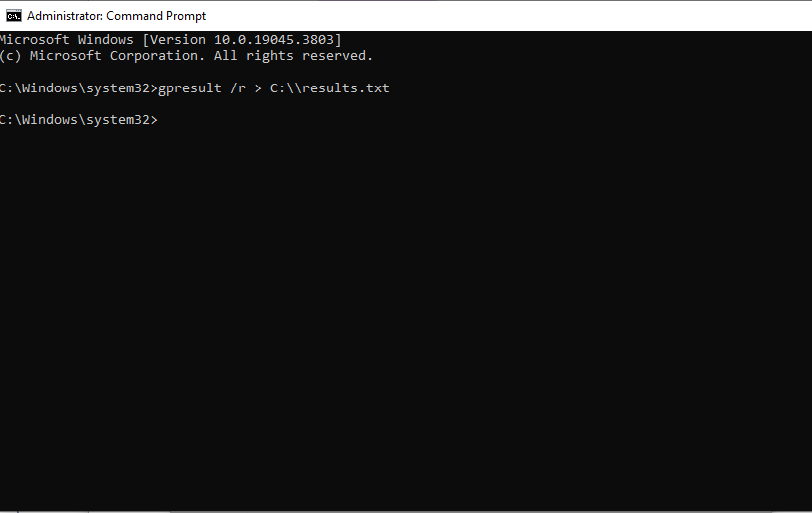 Administrator: Command Prompt
Microsoft Windows [Version 10.0.19045.3803]
(c) Microsoft Corporation. All rights reserved.
C:\Windows\system32>gpresult /r > C:\\results.txt
C:\Windows\system32>